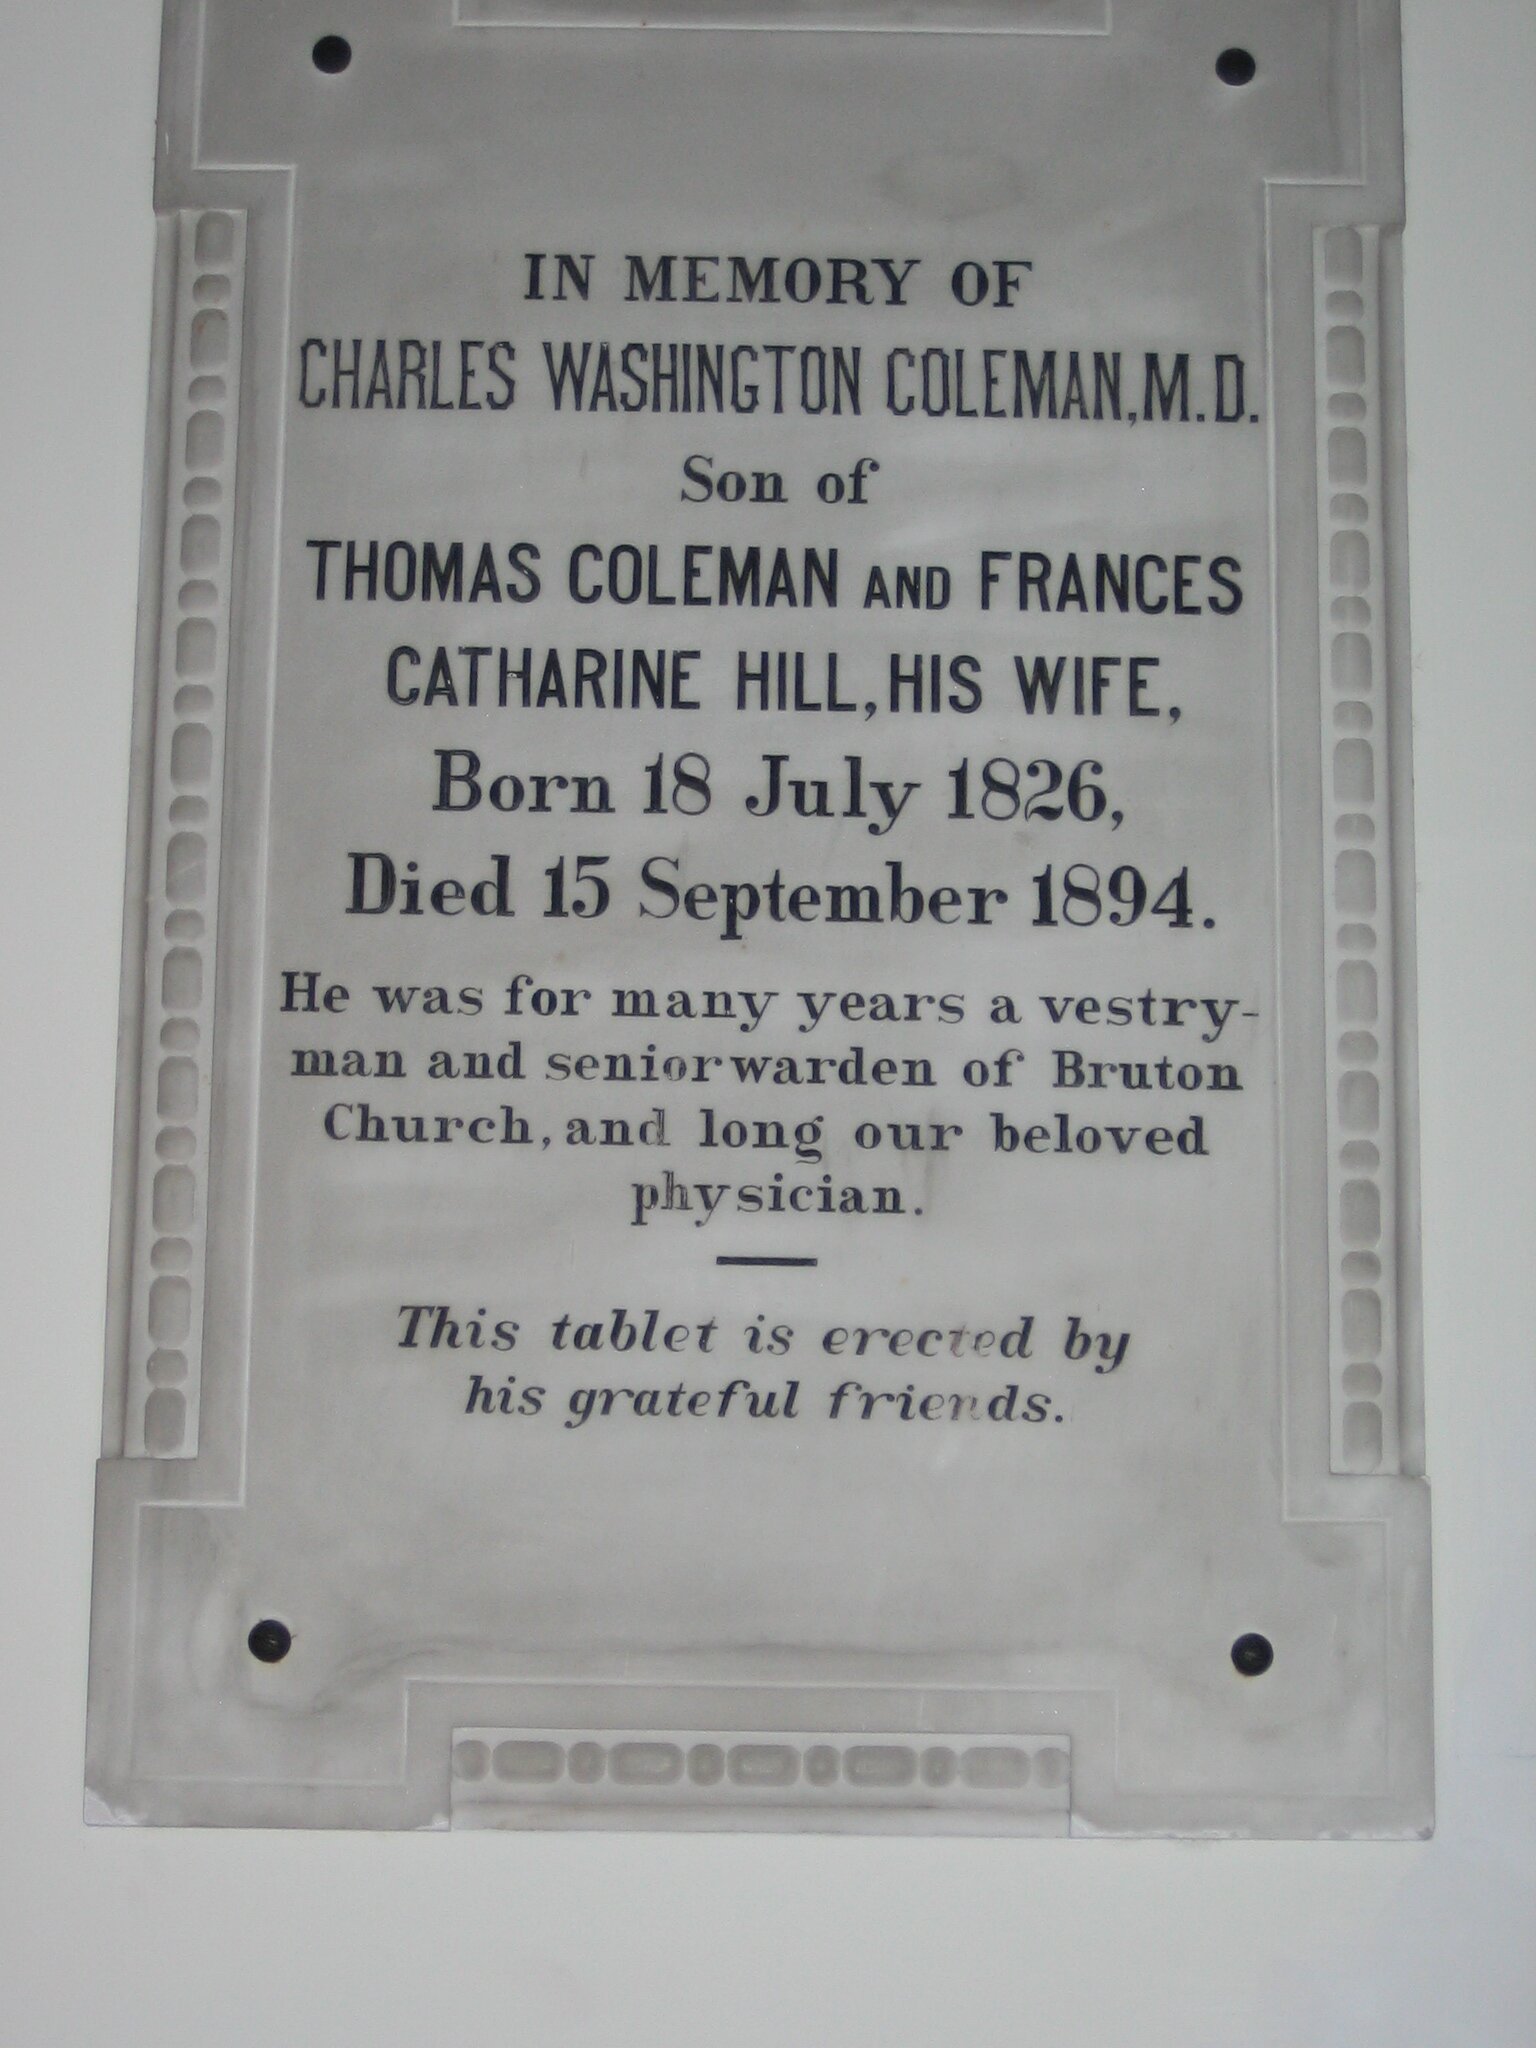 IN MEMORY OF
CHARLES WASHINGTON COLEMAN, M.D.
Son of
THOMAS COLEMAN AND FRANCES
CATHARINE HILL, HIS WIFE,
Born 18 July 1826,
Died 15 September 1894.
He was for many years a vestry-
man and senior warden of Bruton
Church, and long our beloved
physician.
This tablet is erected by
his grateful friends.